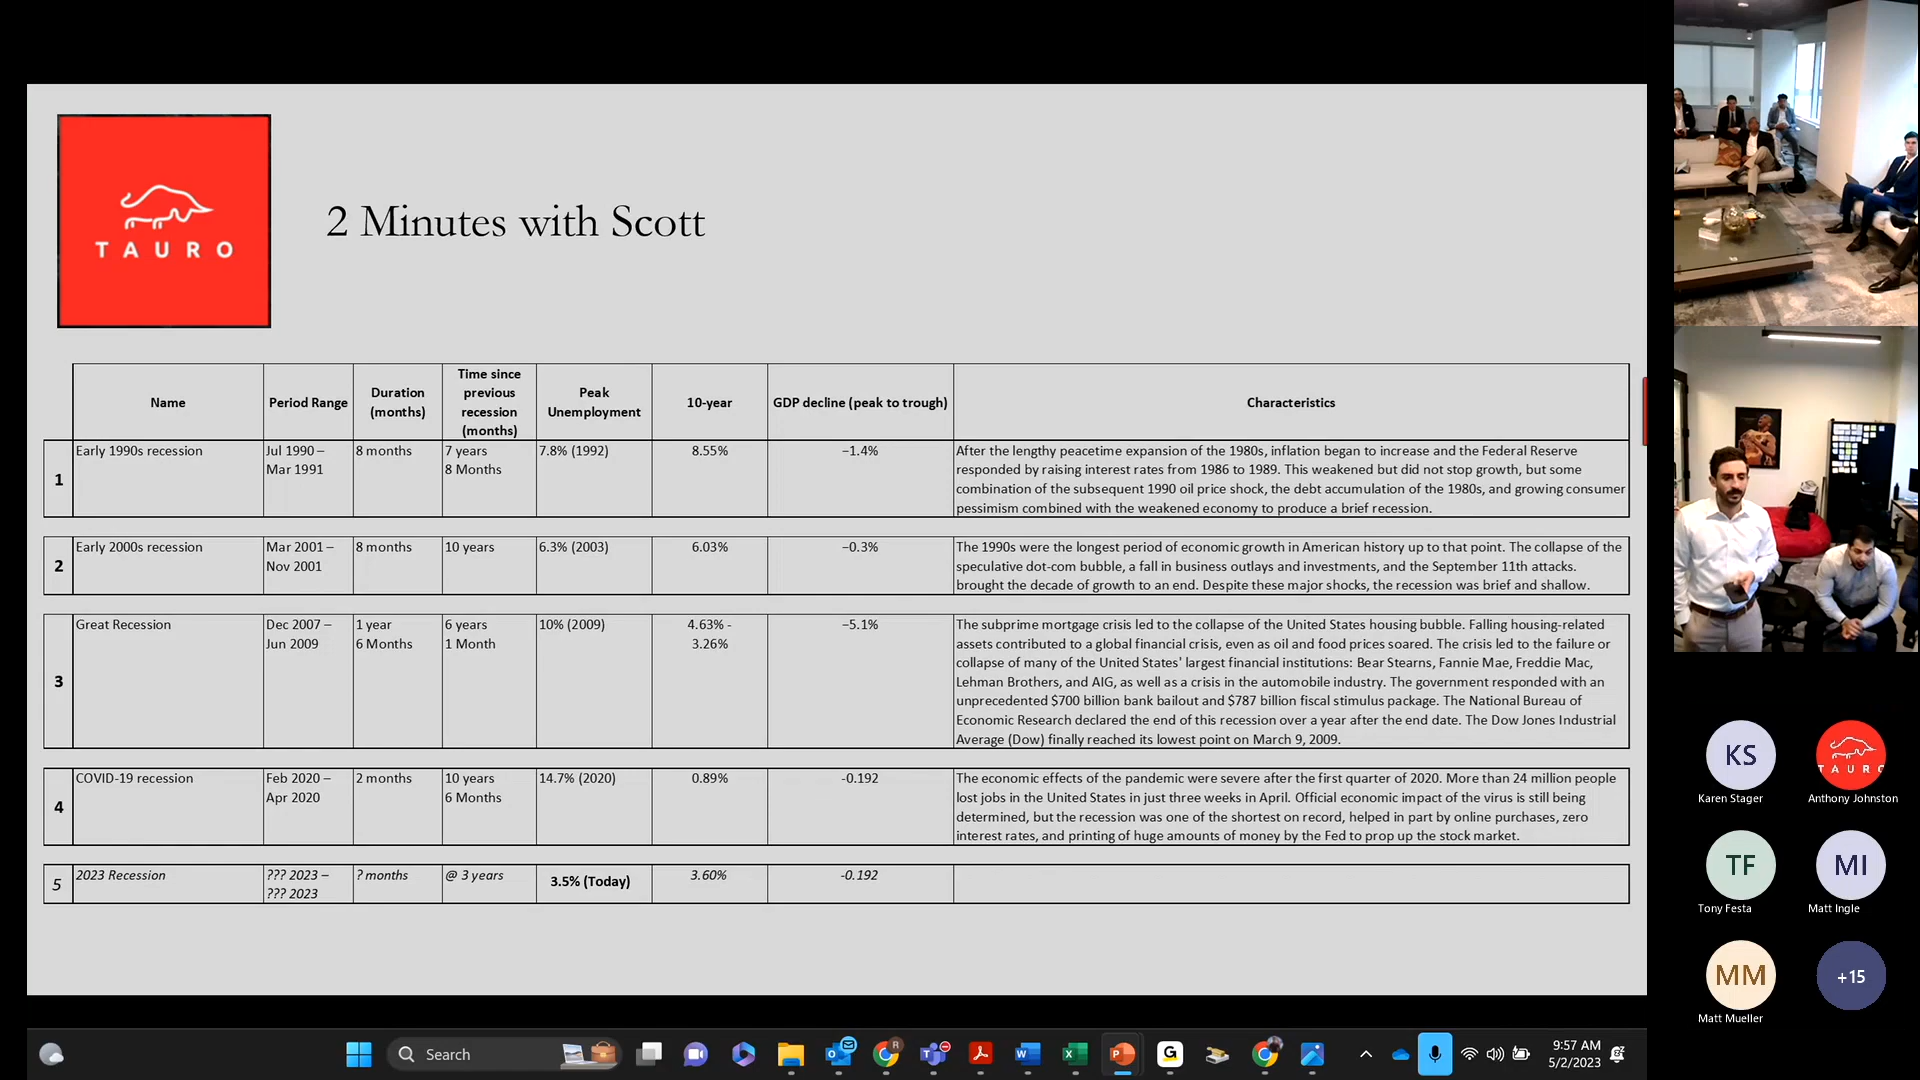 TAURO
2 Minutes with Scott
Name
Period Range
Duration
(months)
Time since
previous
recession
(months)
Peak
Unemployment
10-year
GDP decline (peak to trough)
Characteristics
1
Early 1990s recession
Jul 1990 –
Mar 1991
8 months
7 years
8 Months
7.8% (1992)
8.55%
−1.4%
After the lengthy peacetime expansion of the 1980s, inflation began to increase and the Federal Reserve
responded by raising interest rates from 1986 to 1989. This weakened but did not stop growth, but some
combination of the subsequent 1990 oil price shock, the debt accumulation of the 1980s, and growing consumer
pessimism combined with the weakened economy to produce a brief recession.
2
Early 2000s recession
Mar 2001 –
Nov 2001
8 months
10 years
6.3% (2003)
6.03%
−0.3%
The 1990s were the longest period of economic growth in American history up to that point. The collapse of the
speculative dot-com bubble, a fall in business outlays and investments, and the September 11th attacks.
brought the decade of growth to an end. Despite these major shocks, the recession was brief and shallow.
3
Great Recession
Dec 2007 –
Jun 2009
1 year
6 Months
6 years
1 Month
10% (2009)
4.63% -
3.26%
−5.1%
The subprime mortgage crisis led to the collapse of the United States housing bubble. Falling housing-related
assets contributed to a global financial crisis, even as oil and food prices soared. The crisis led to the failure or
collapse of many of the United States' largest financial institutions: Bear Stearns, Fannie Mae, Freddie Mac,
Lehman Brothers, and AIG, as well as a crisis in the automobile industry. The government responded with an
unprecedented $700 billion bank bailout and $787 billion fiscal stimulus package. The National Bureau of
Economic Research declared the end of this recession over a year after the end date. The Dow Jones Industrial
Average (Dow) finally reached its lowest point on March 9, 2009.
4
COVID-19 recession
Feb 2020 –
Apr 2020
2 months
10 years
6 Months
14.7% (2020)
0.89%
-0.192
The economic effects of the pandemic were severe after the first quarter of 2020. More than 24 million people
lost jobs in the United States in just three weeks in April. Official economic impact of the virus is still being
determined, but the recession was one of the shortest on record, helped in part by online purchases, zero
interest rates, and printing of huge amounts of money by the Fed to prop up the stock market.
5
2023 Recession
??? 2023 –
??? 2023
? months
@ 3 years
3.5% (Today)
3.60%
-0.192
KS
Karen Stager
TAURO
Anthony Johnston
TF
Tony Festa
MI
Matt Ingle
MM
Matt Mueller
+15
Search
R
W
X
P
G
9:57 AM
5/2/2023